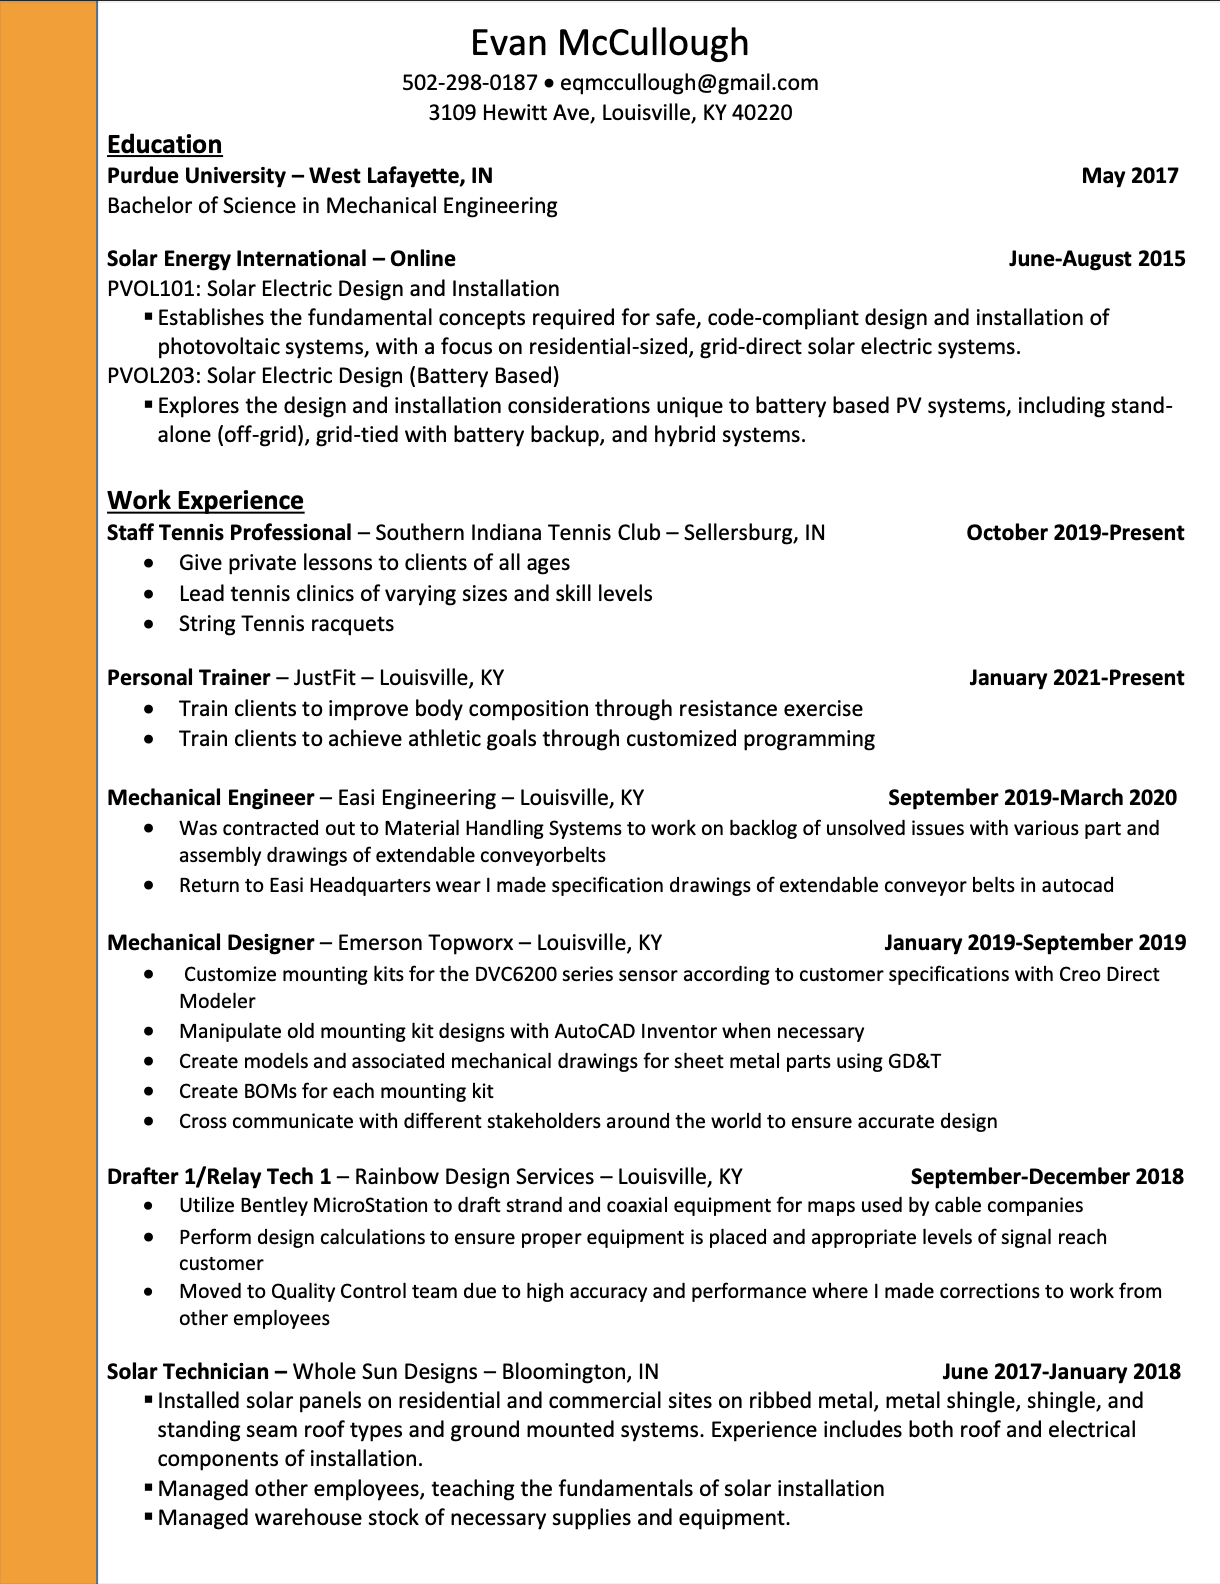 Evan McCullough
502-298-0187 • eqmccullough@gmail.com
3109 Hewitt Ave, Louisville, KY 40220
Education
Purdue University – West Lafayette, IN May 2017
Bachelor of Science in Mechanical Engineering
Solar Energy International – Online June-August 2015
PVOL101: Solar Electric Design and Installation
▪ Establishes the fundamental concepts required for safe, code-compliant design and installation of
photovoltaic systems, with a focus on residential-sized, grid-direct solar electric systems.
PVOL203: Solar Electric Design (Battery Based)
▪ Explores the design and installation considerations unique to battery based PV systems, including stand-
alone (off-grid), grid-tied with battery backup, and hybrid systems.
Work Experience
Staff Tennis Professional – Southern Indiana Tennis Club – Sellersburg, IN October 2019-Present
• Give private lessons to clients of all ages
• Lead tennis clinics of varying sizes and skill levels
• String Tennis racquets
Personal Trainer – JustFit – Louisville, KY January 2021-Present
• Train clients to improve body composition through resistance exercise
• Train clients to achieve athletic goals through customized programming
Mechanical Engineer – Easi Engineering – Louisville, KY September 2019-March 2020
• Was contracted out to Material Handling Systems to work on backlog of unsolved issues with various part and
assembly drawings of extendable conveyorbelts
• Return to Easi Headquarters wear I made specification drawings of extendable conveyor belts in autocad
Mechanical Designer – Emerson Topworx – Louisville, KY January 2019-September 2019
• Customize mounting kits for the DVC6200 series sensor according to customer specifications with Creo Direct
Modeler
• Manipulate old mounting kit designs with AutoCAD Inventor when necessary
• Create models and associated mechanical drawings for sheet metal parts using GD&T
• Create BOMs for each mounting kit
• Cross communicate with different stakeholders around the world to ensure accurate design
Drafter 1/Relay Tech 1 – Rainbow Design Services – Louisville, KY September-December 2018
• Utilize Bentley MicroStation to draft strand and coaxial equipment for maps used by cable companies
• Perform design calculations to ensure proper equipment is placed and appropriate levels of signal reach
customer
• Moved to Quality Control team due to high accuracy and performance where I made corrections to work from
other employees
Solar Technician – Whole Sun Designs – Bloomington, IN June 2017-January 2018
▪ Installed solar panels on residential and commercial sites on ribbed metal, metal shingle, shingle, and
standing seam roof types and ground mounted systems. Experience includes both roof and electrical
components of installation.
▪ Managed other employees, teaching the fundamentals of solar installation
▪ Managed warehouse stock of necessary supplies and equipment.